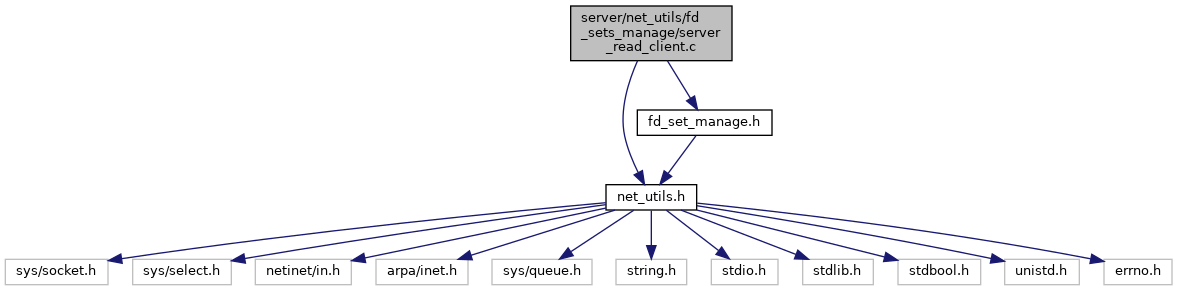 server/net_utils/fd
_sets_manage/server
_read_client.c
fd_set_manage.h
net_utils.h
sys/socket.h
sys/select.h
netinet/in.h
arpa/inet.h
sys/queue.h
string.h
stdio.h
stdlib.h
stdbool.h
unistd.h
errno.h